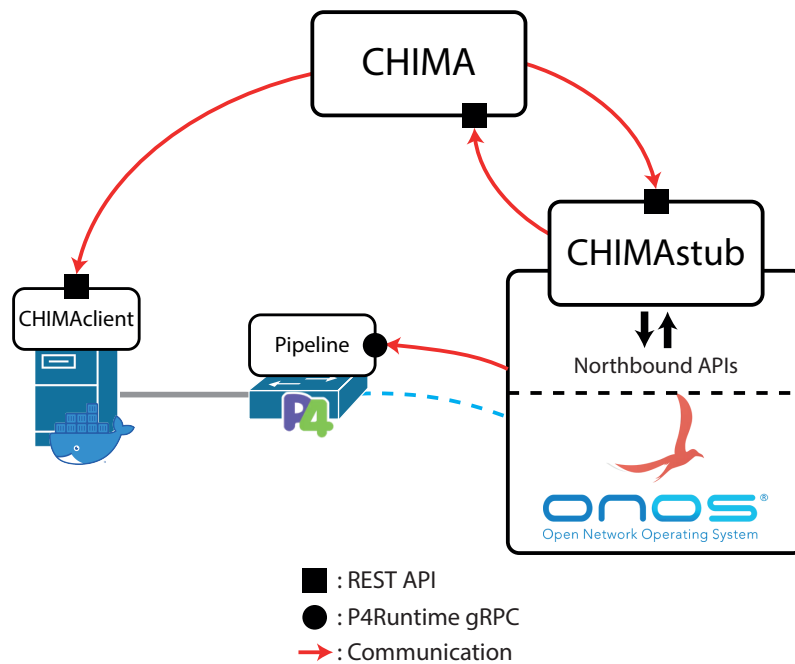 CHIMA
CHIMAstub
CHIMAclient
Pipeline
Northbound APIs
P4
onos®
Open Network Operating System
: REST API
: P4Runtime gRPC
: Communication